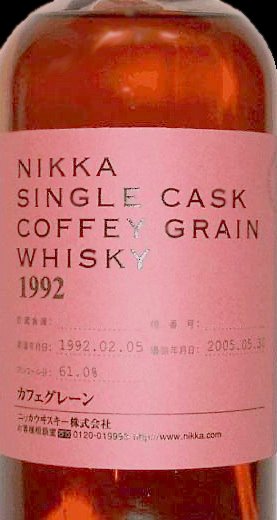 NIKKA
SINGLE CASK
COFFEY GRAIN
WHISKY
1992
1992.02.05 2005.05.30
61.0%
カフェグレーン
ニッカウヰスキー株式会社
http://www.nikka.com